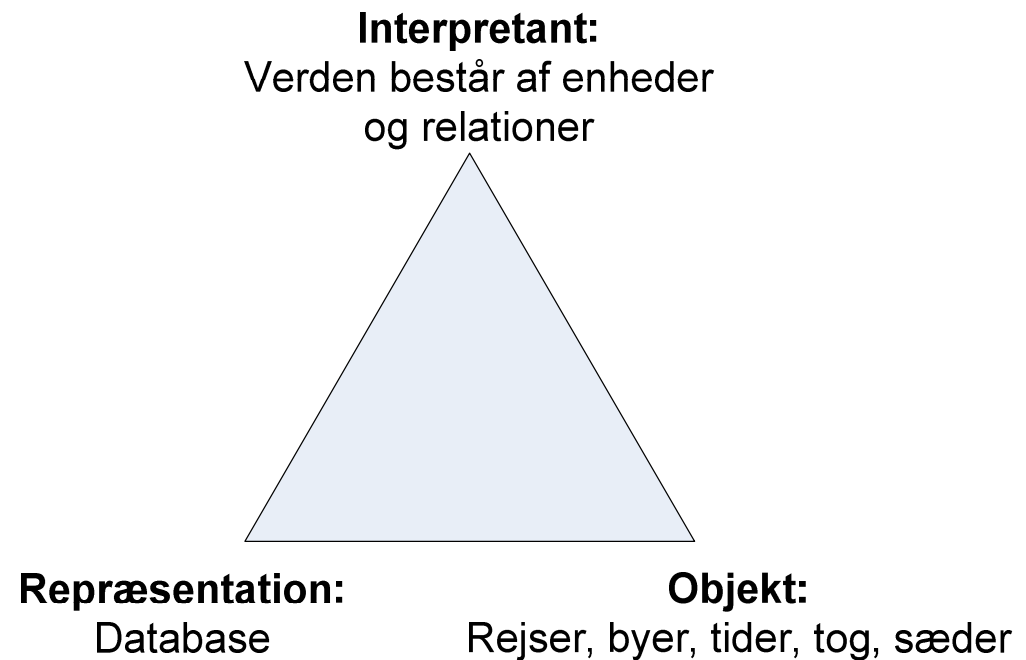 Interpretant:
Verden består af enheder
og relationer
Repræsentation:
Database
Objekt:
Rejser, byer, tider, tog, sæder